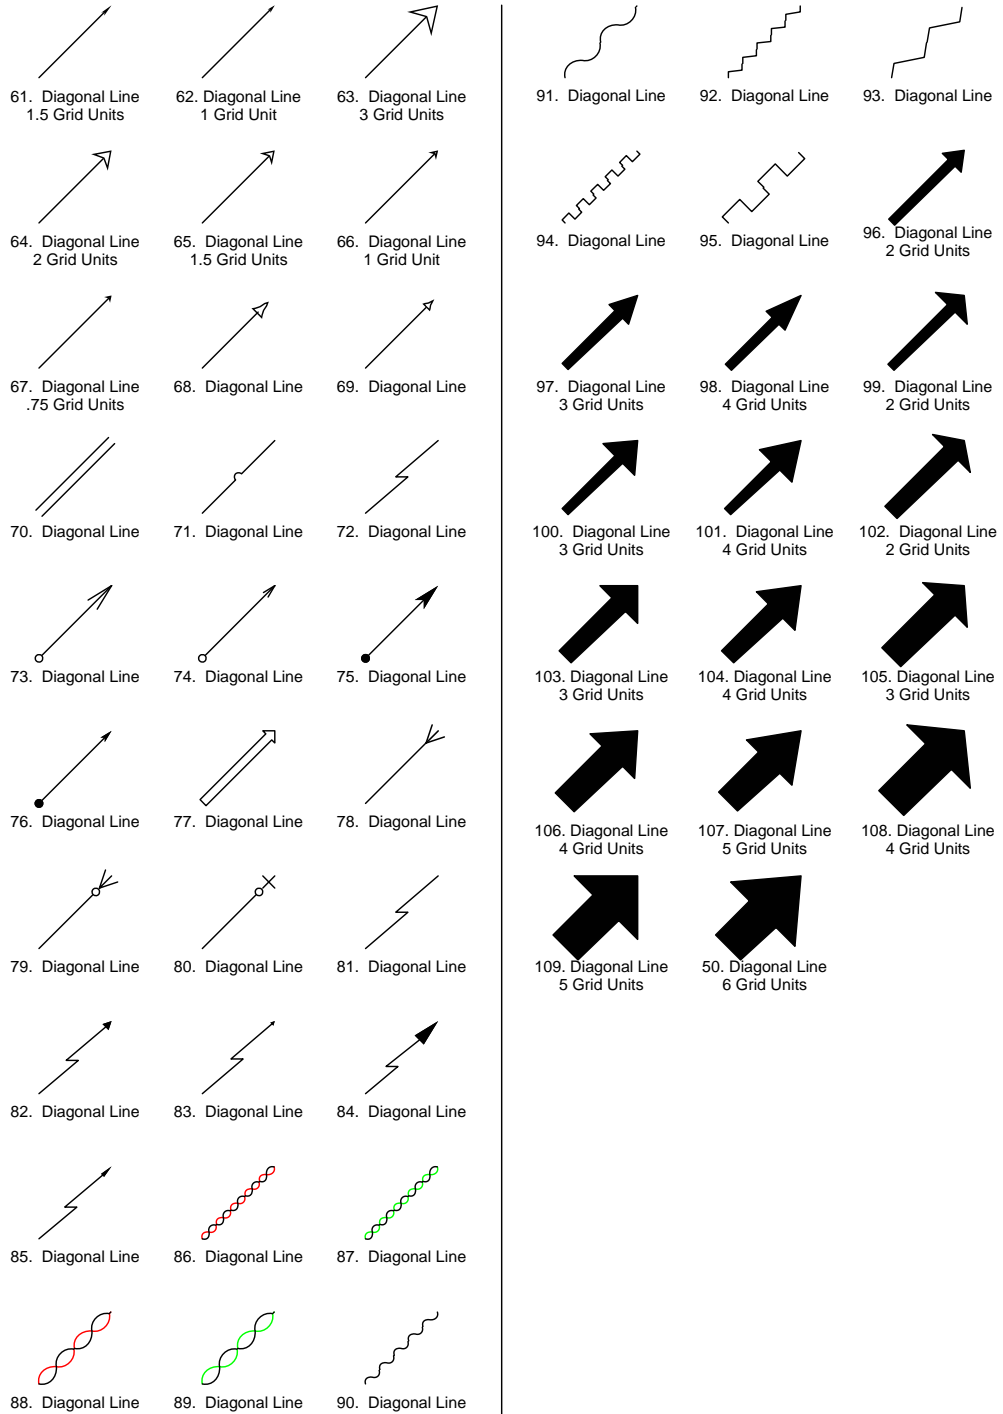 61.  Diagonal Line
1.5 Grid Units
62. Diagonal Line
1 Grid Unit
63.  Diagonal Line
3 Grid Units
64.  Diagonal Line
2 Grid Units
65.  Diagonal Line
1.5 Grid Units
66.  Diagonal Line
1 Grid Unit
67.  Diagonal Line
.75 Grid Units
68.  Diagonal Line
69.  Diagonal Line
70.  Diagonal Line
71.  Diagonal Line
72.  Diagonal Line
73.  Diagonal Line
74.  Diagonal Line
75.  Diagonal Line
76.  Diagonal Line
77.  Diagonal Line
78.  Diagonal Line
79.  Diagonal Line
80.  Diagonal Line
81.  Diagonal Line
82.  Diagonal Line
83.  Diagonal Line
84.  Diagonal Line
85.  Diagonal Line
86.  Diagonal Line
87.  Diagonal Line
88.  Diagonal Line
89.  Diagonal Line
90.  Diagonal Line
91.  Diagonal Line
92.  Diagonal Line
93.  Diagonal Line
94.  Diagonal Line
95.  Diagonal Line
96.  Diagonal Line
2 Grid Units
97.  Diagonal Line
3 Grid Units
98.  Diagonal Line
4 Grid Units
99.  Diagonal Line
2 Grid Units
100.  Diagonal Line
3 Grid Units
101.  Diagonal Line
4 Grid Units
102.  Diagonal Line
2 Grid Units
103. Diagonal Line
3 Grid Units
104. Diagonal Line
4 Grid Units
105. Diagonal Line
3 Grid Units
106. Diagonal Line
4 Grid Units
107. Diagonal Line
5 Grid Units
108. Diagonal Line
4 Grid Units
109. Diagonal Line
5 Grid Units
50. Diagonal Line
6 Grid Units